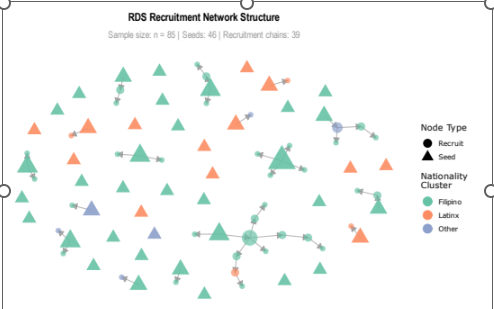 RDS Recruitment Network Structure
Sample size: n = 85 | Seeds: 46 | Recruitment chains: 39
Node Type
Recruit
Seed
Nationality
Cluster
Filipino
Latinx
Other